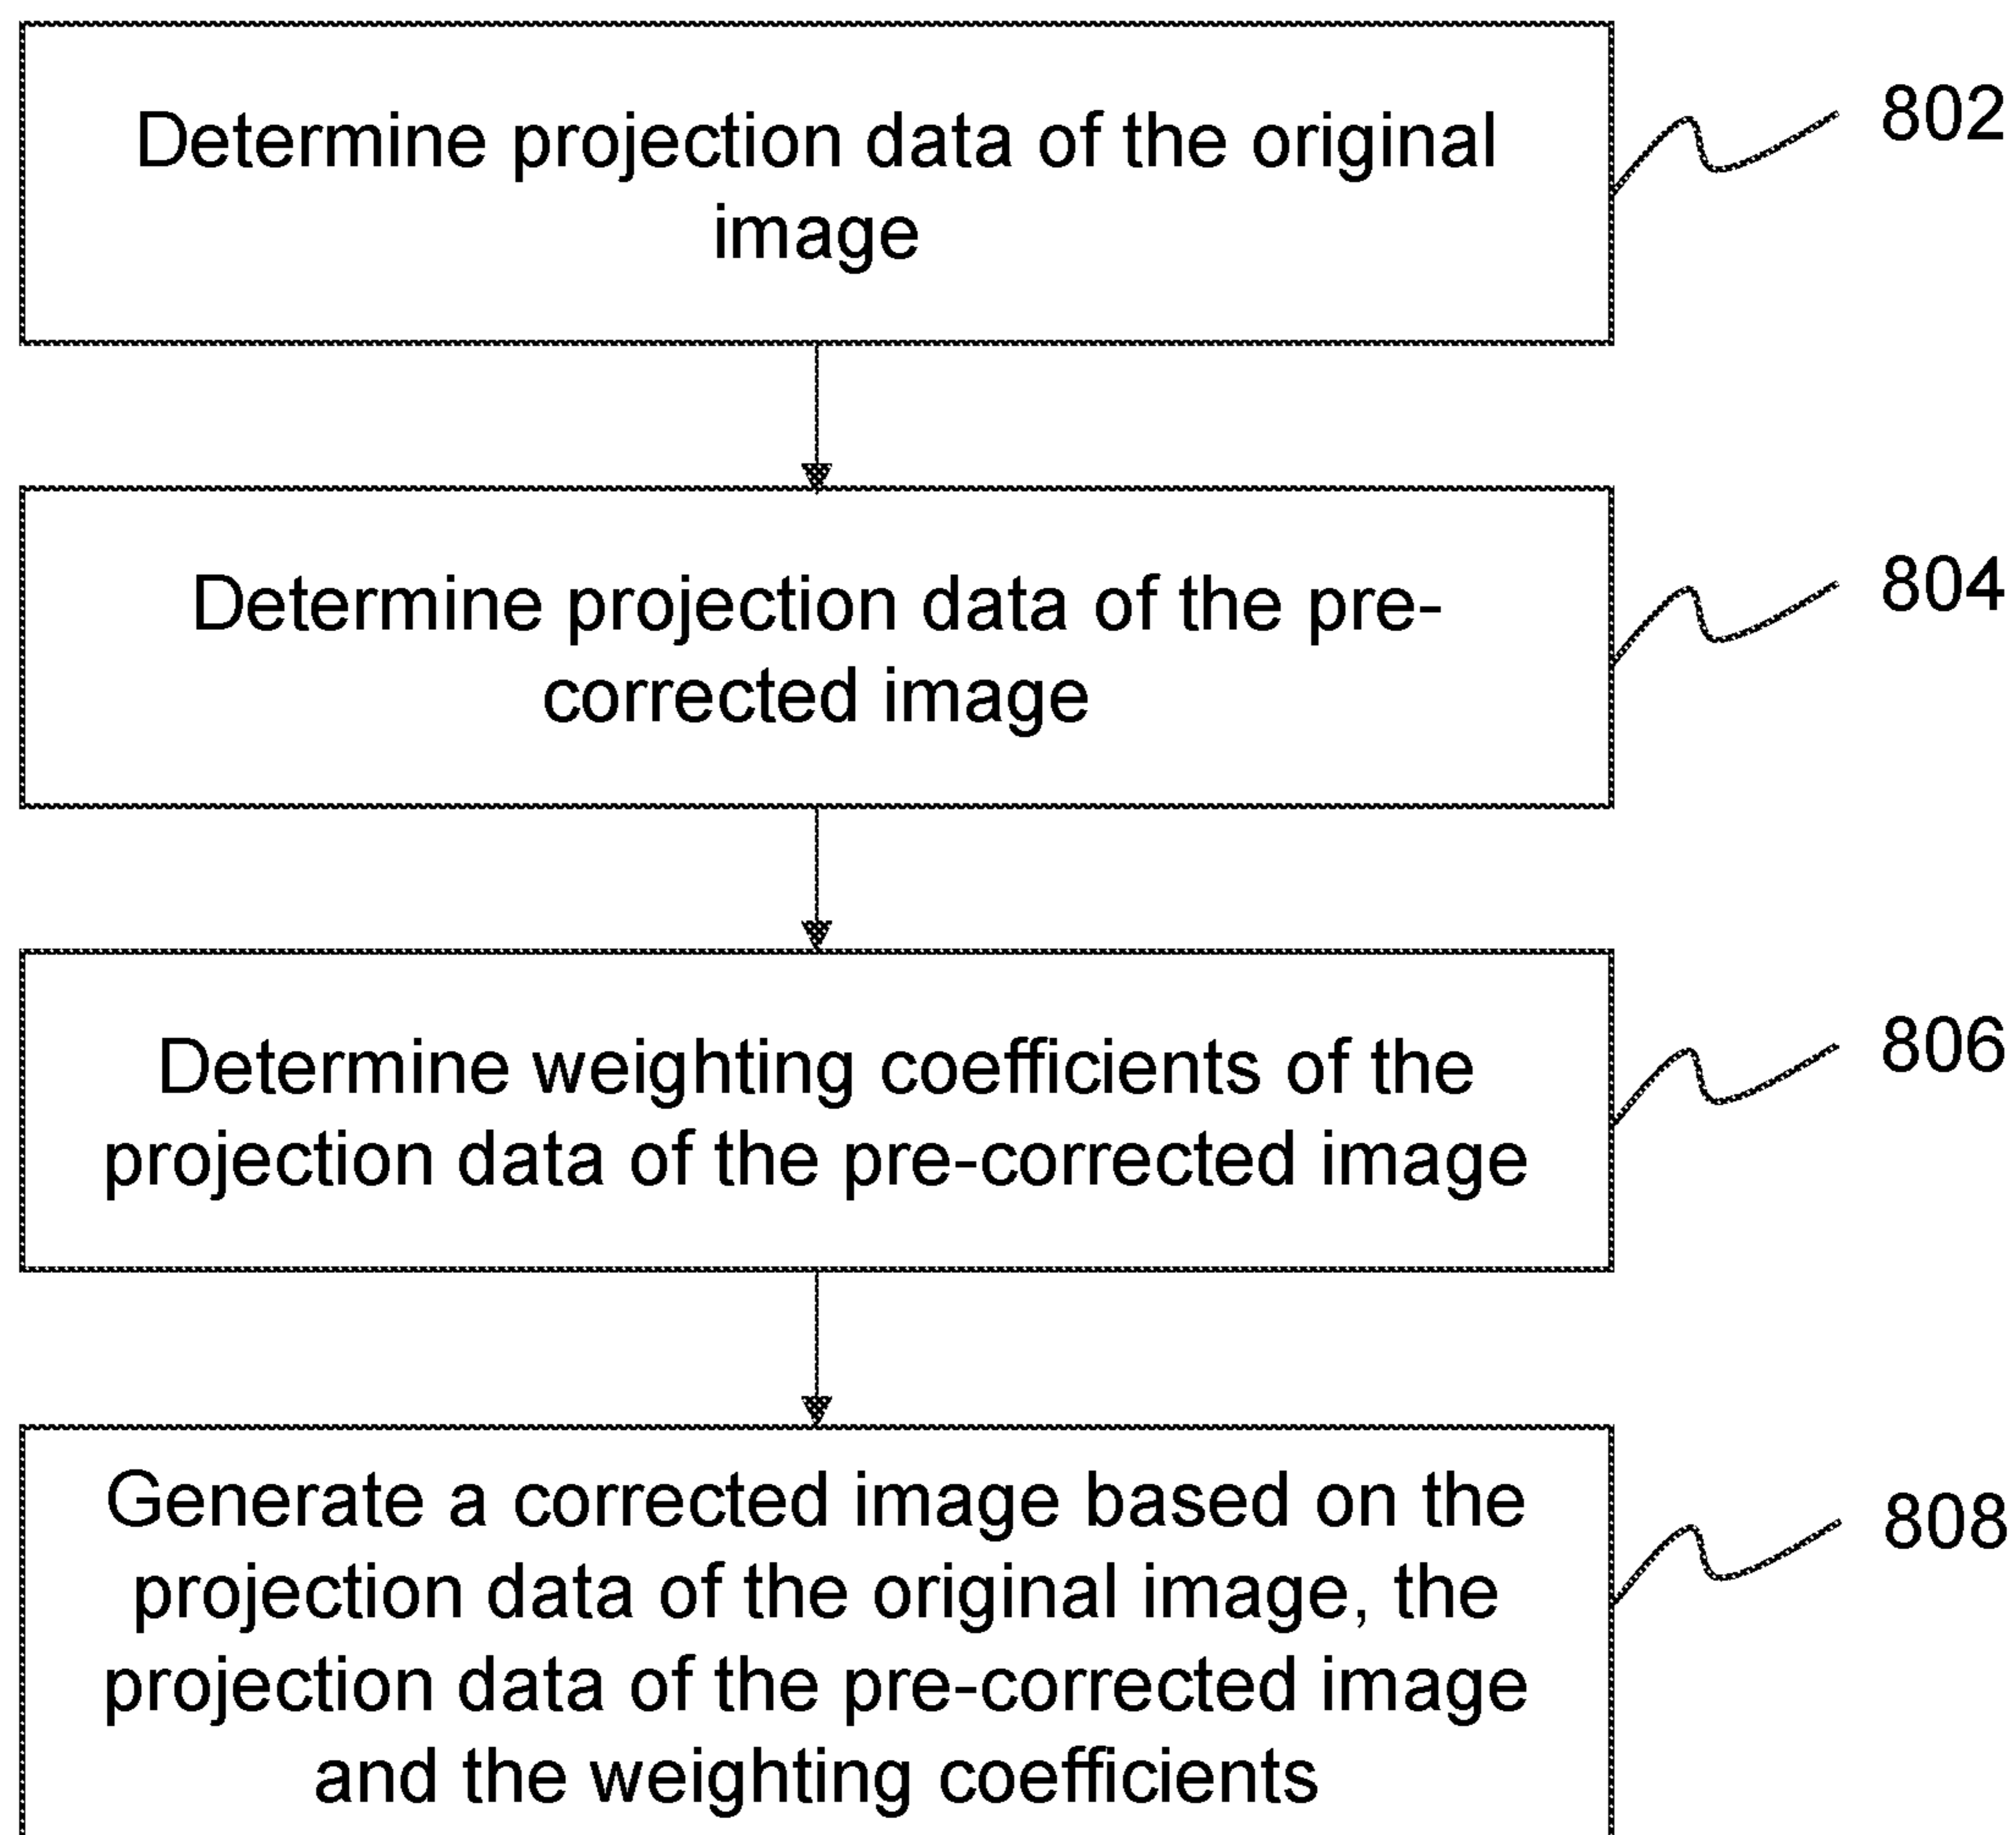 Determine projection data of the original
image
802
Determine projection data of the pre-
corrected image
804
Determine weighting coefficients of the
projection data of the pre-corrected image
806
Generate a corrected image based on the
projection data of the original image, the
projection data of the pre-corrected image
and the weighting coefficients
808